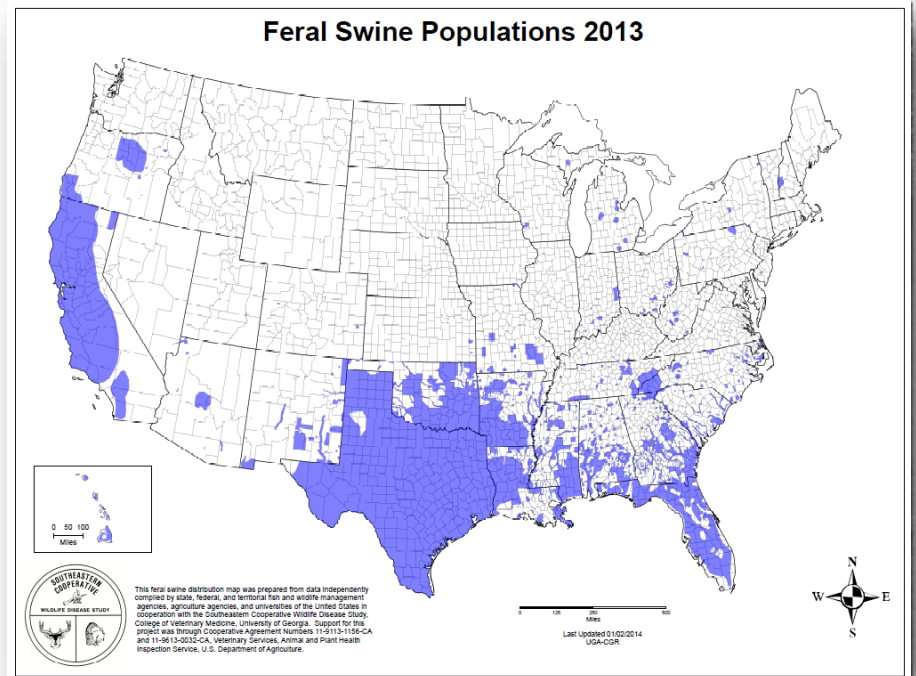 Feral Swine Populations 2013
0 50 100
Miles
SOUTHEASTERN
COOPERATIVE
WILDLIFE DISEASE STUDY
This feral swine distribution map was prepared from data independently
compiled by state, federal, and territorial fish and wildlife management
agencies, agriculture agencies, and universities of the United States in
cooperation with the Southeastern Cooperative Wildlife Disease Study,
College of Veterinary Medicine, University of Georgia. Support for this
project was through Cooperative Agreement Numbers 11-9113-1156-CA
and 11-9613-0032-CA, Veterinary Services, Animal and Plant Health
Inspection Service, U.S. Department of Agriculture.
0 125 250 500
Miles
Last Updated 01/02/2014
UGA-CGR
N
W E
S